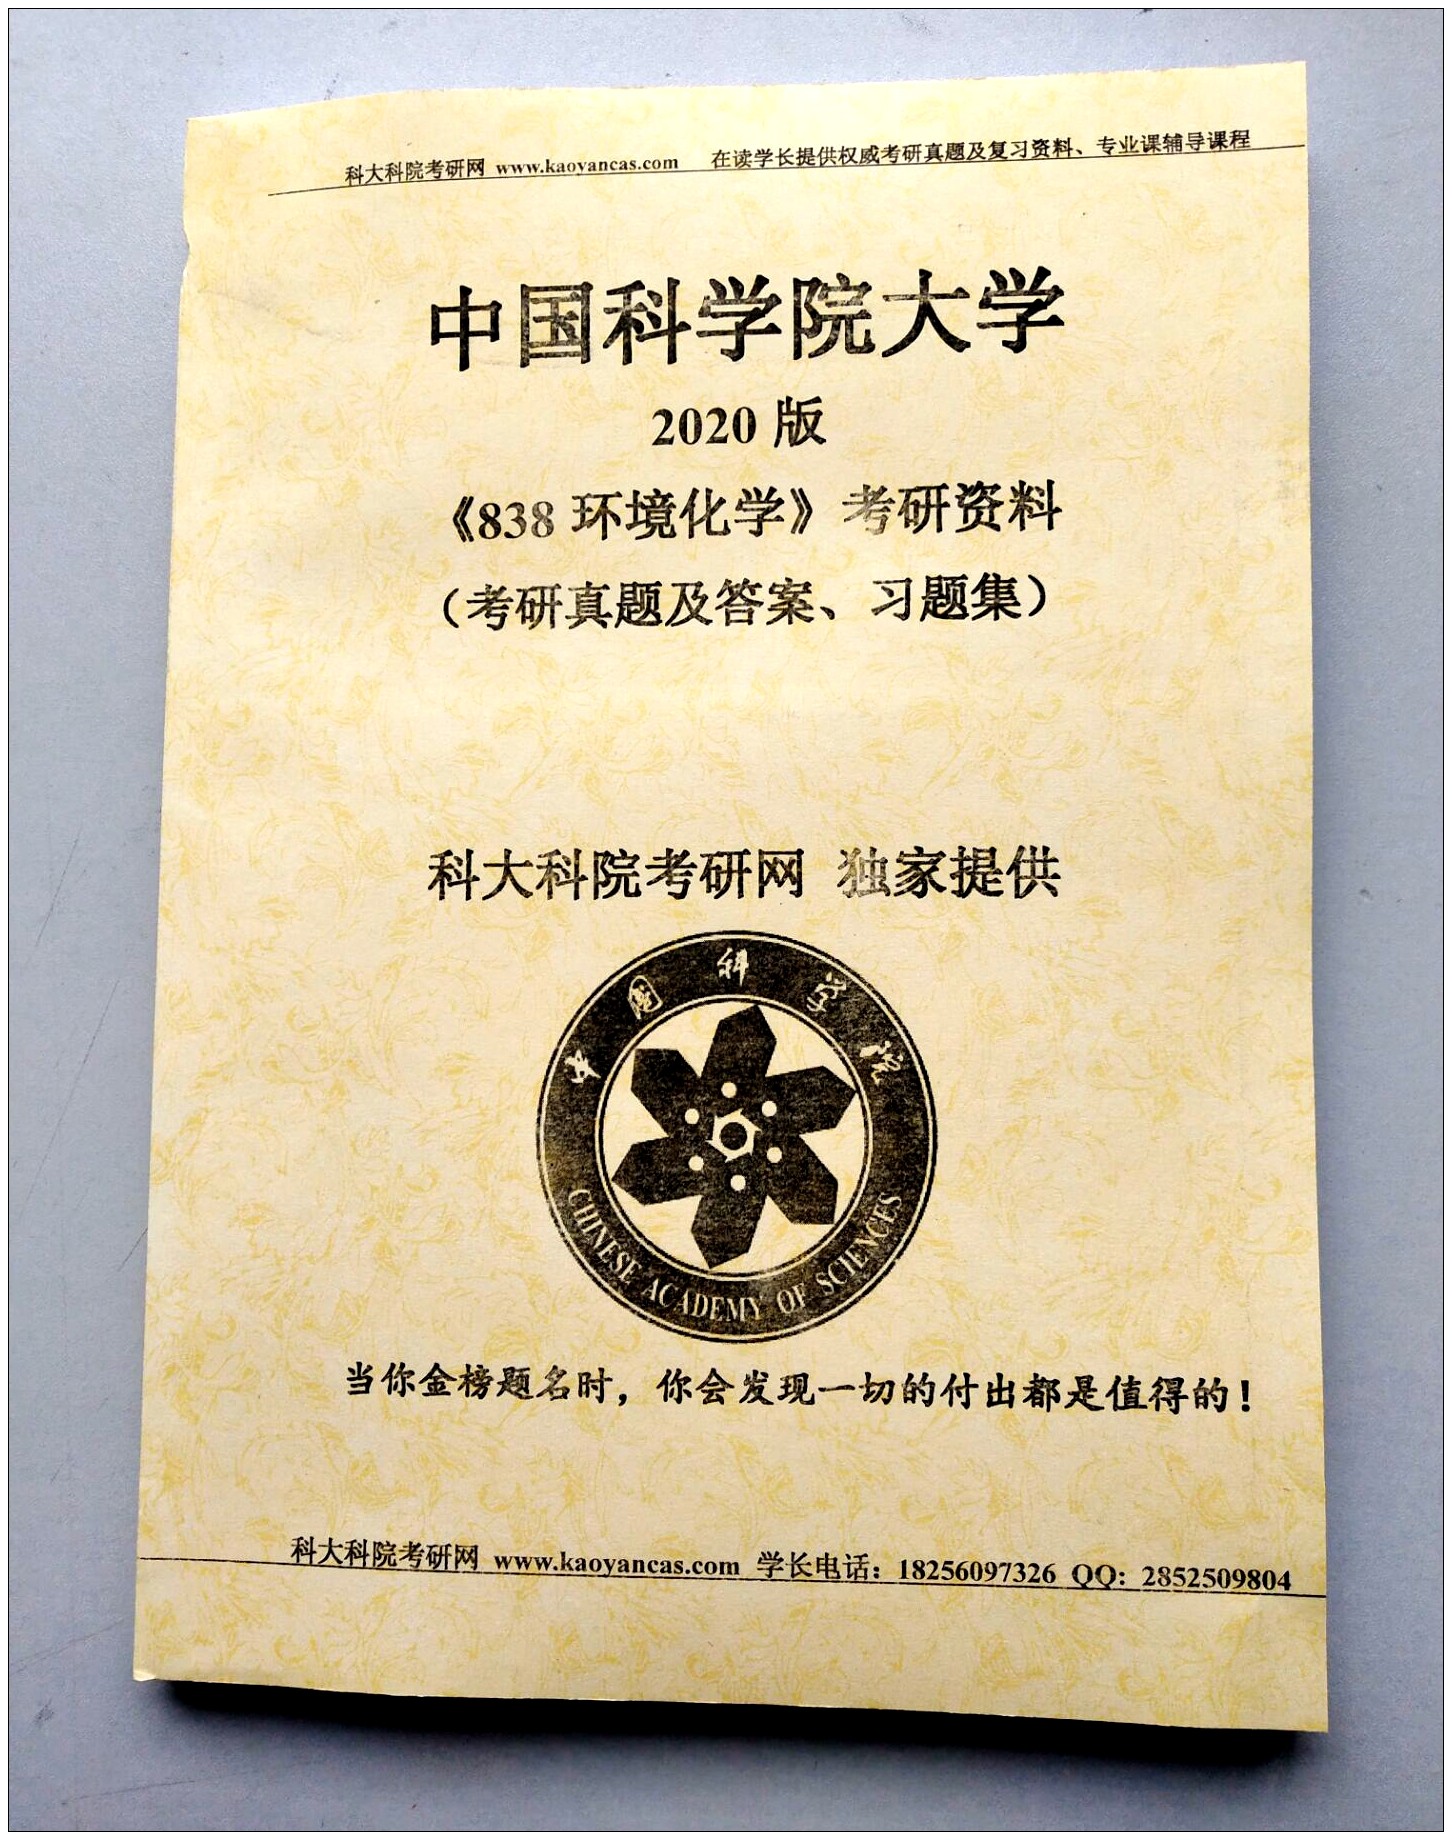 科大科院考研网 www.kaoyancas.com 在读学长提供权威考研真题及复习资料、专业课辅导课程
中国科学院大学
2020 版
《838 环境化学》考研资料
（考研真题及答案、习题集）
科大科院考研网 独家提供
中国科学院
CHINESE ACADEMY OF SCIENCES
当你金榜题名时，你会发现一切的付出都是值得的！
科大科院考研网 www.kaoyancas.com 学长电话：18256097326 QQ：2852509804